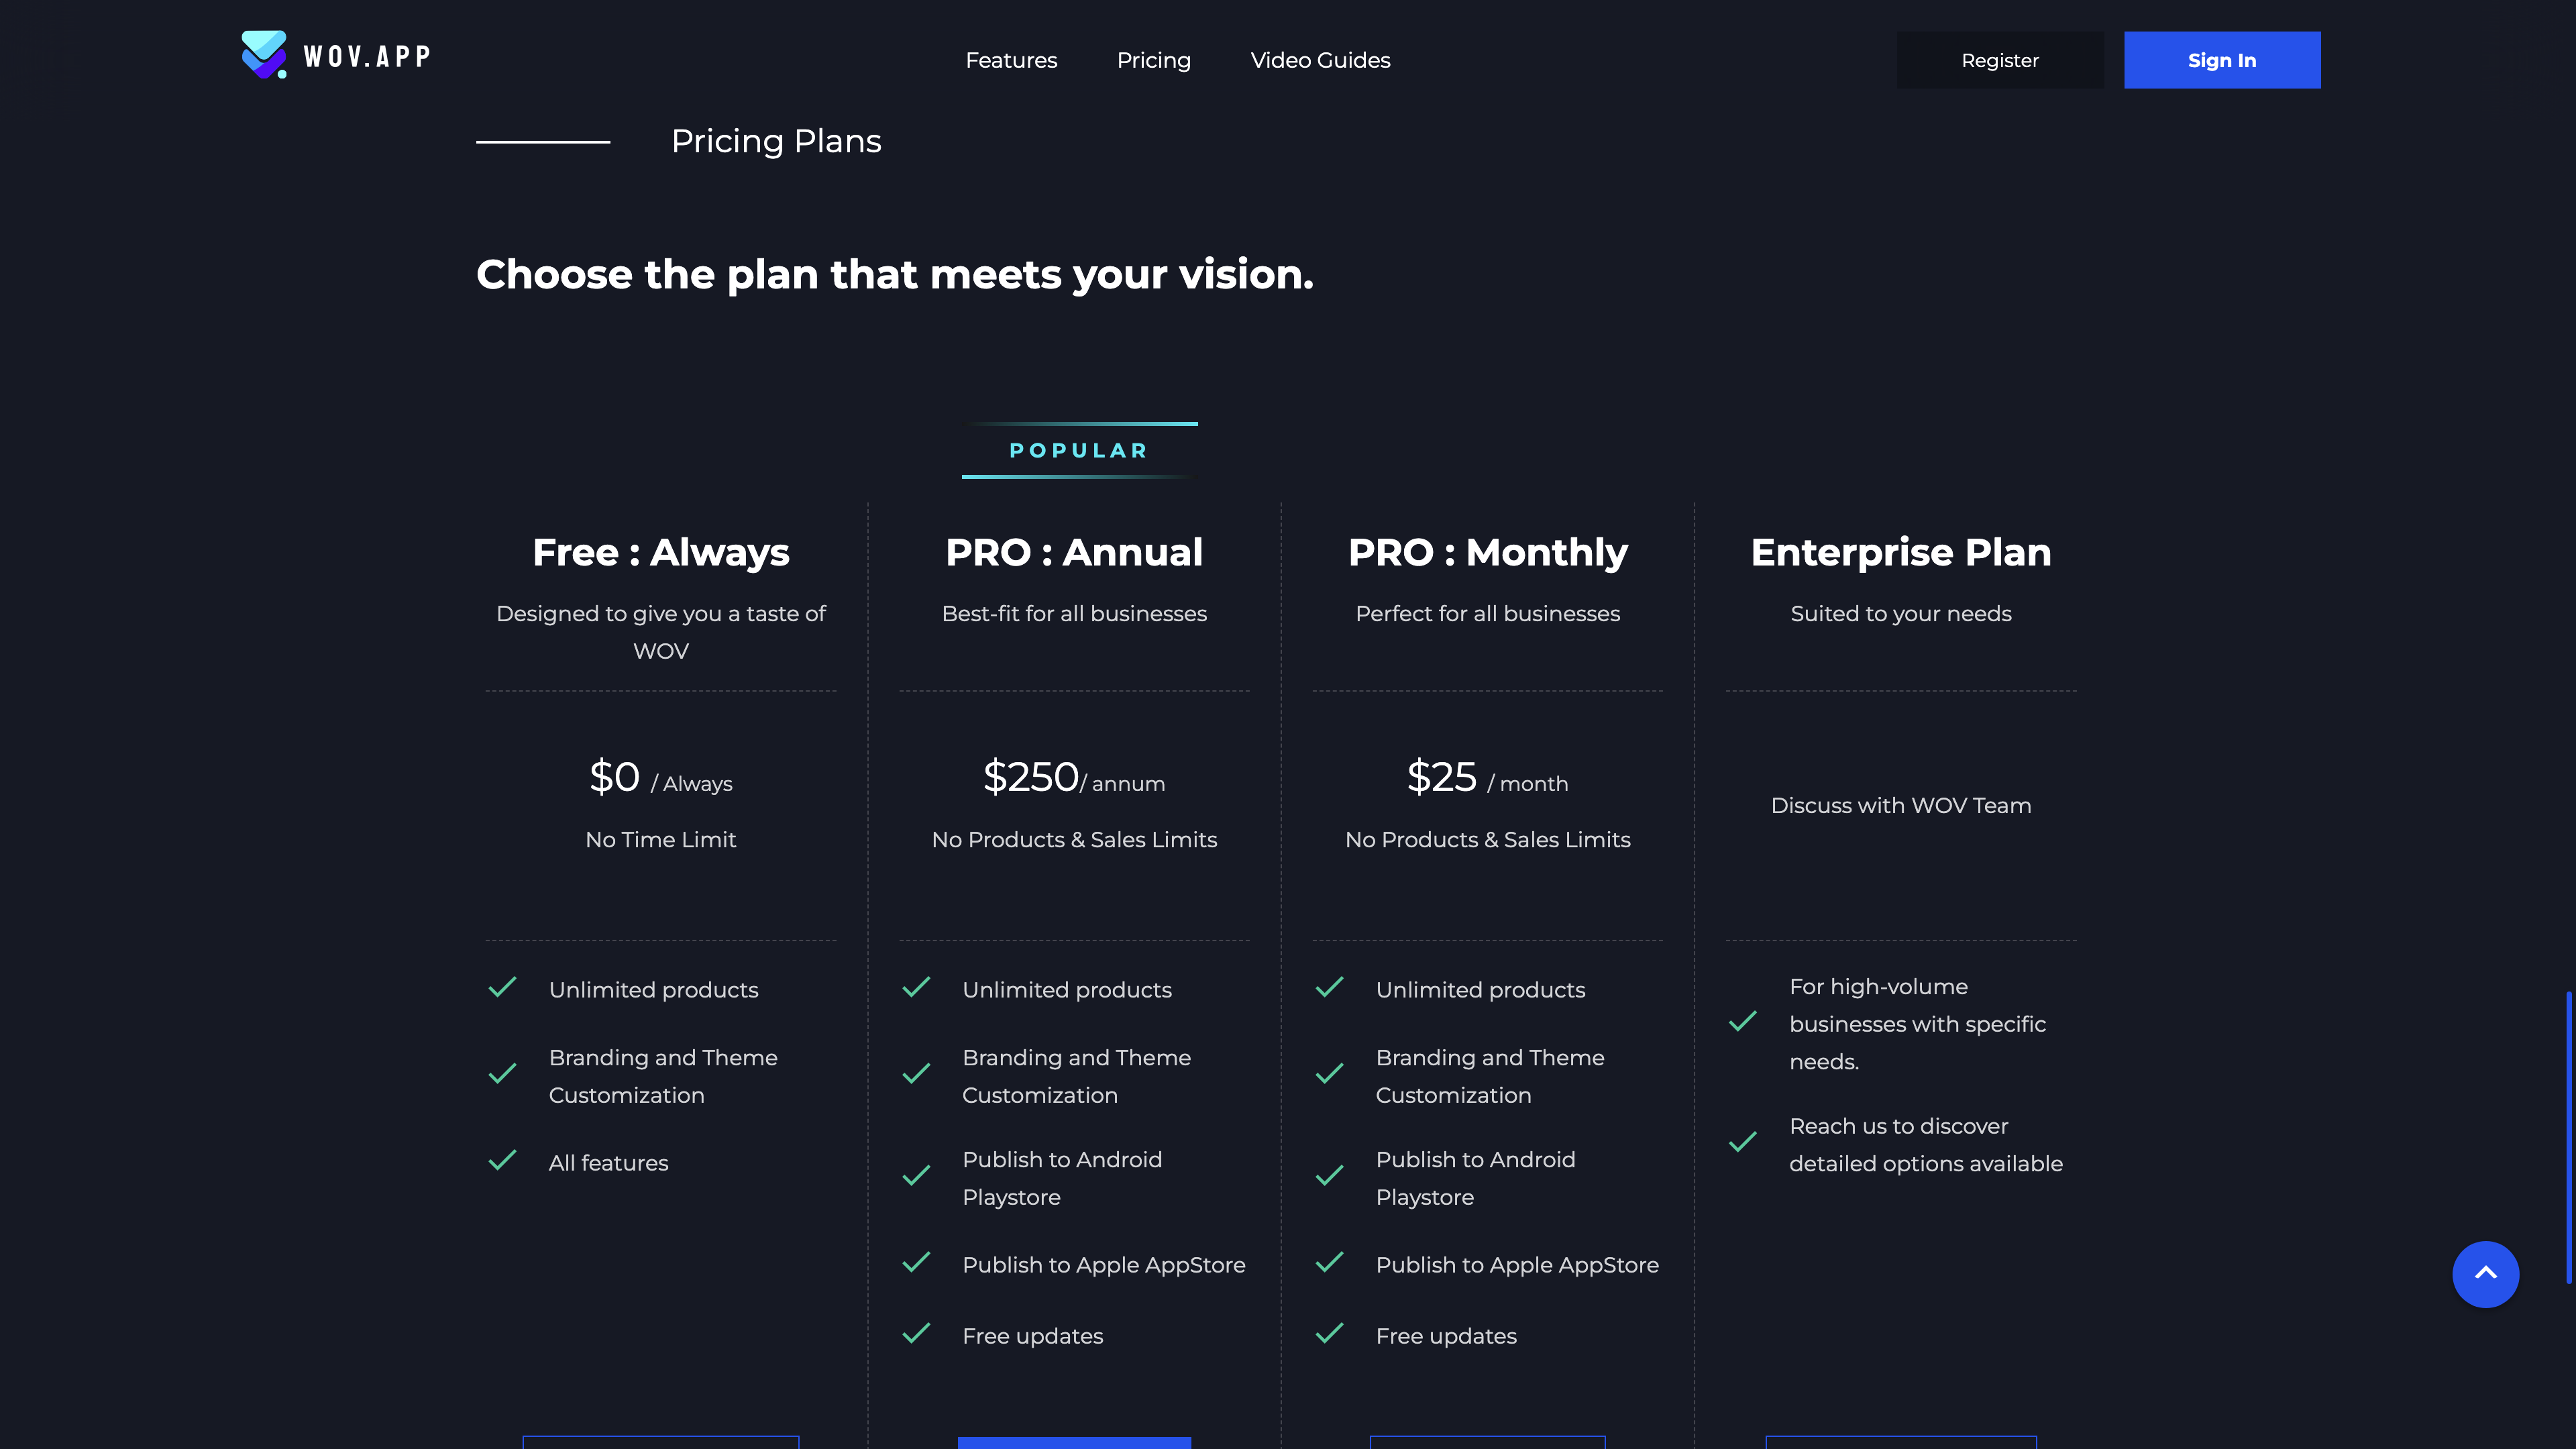 WOV.APP
Features
Pricing
Video Guides
Register
Sign In
Pricing Plans
Choose the plan that meets your vision.
POPULAR
Free : Always
Designed to give you a taste of
WOV
$0 / Always
No Time Limit
Unlimited products
Branding and Theme
Customization
All features
PRO : Annual
Best-fit for all businesses
$250/ annum
No Products & Sales Limits
Unlimited products
Branding and Theme
Customization
Publish to Android
Playstore
Publish to Apple AppStore
Free updates
PRO : Monthly
Perfect for all businesses
$25 / month
No Products & Sales Limits
Unlimited products
Branding and Theme
Customization
Publish to Android
Playstore
Publish to Apple AppStore
Free updates
Enterprise Plan
Suited to your needs
Discuss with WOV Team
For high-volume
businesses with specific
needs.
Reach us to discover
detailed options available